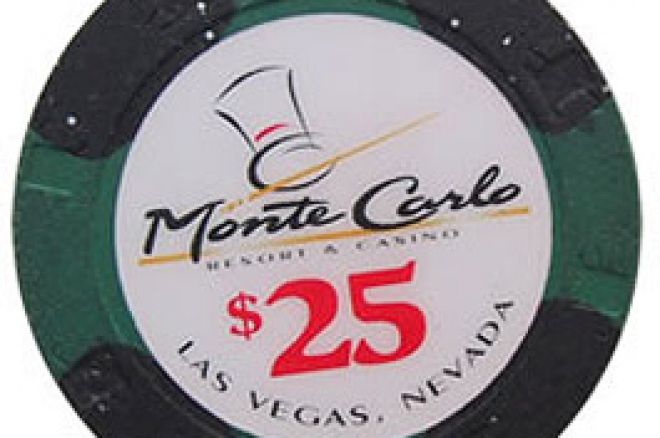 Monte Carlo
RESORT & CASINO
$25
LAS VEGAS, NEVADA